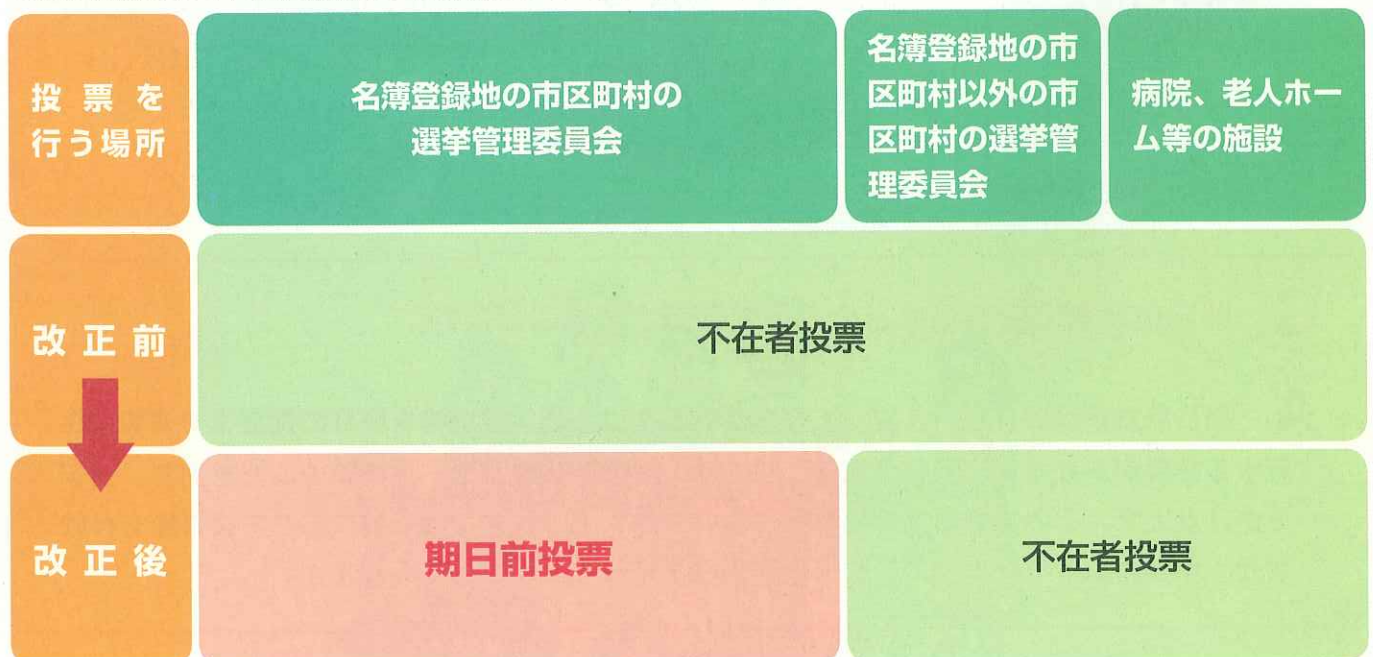 投票を
行う場所
名簿登録地の市区町村の
選挙管理委員会
名簿登録地の市
区町村以外の市
区町村の選挙管
理委員会
病院、老人ホー
ム等の施設
改正前
不在者投票
改正後
期日前投票
不在者投票